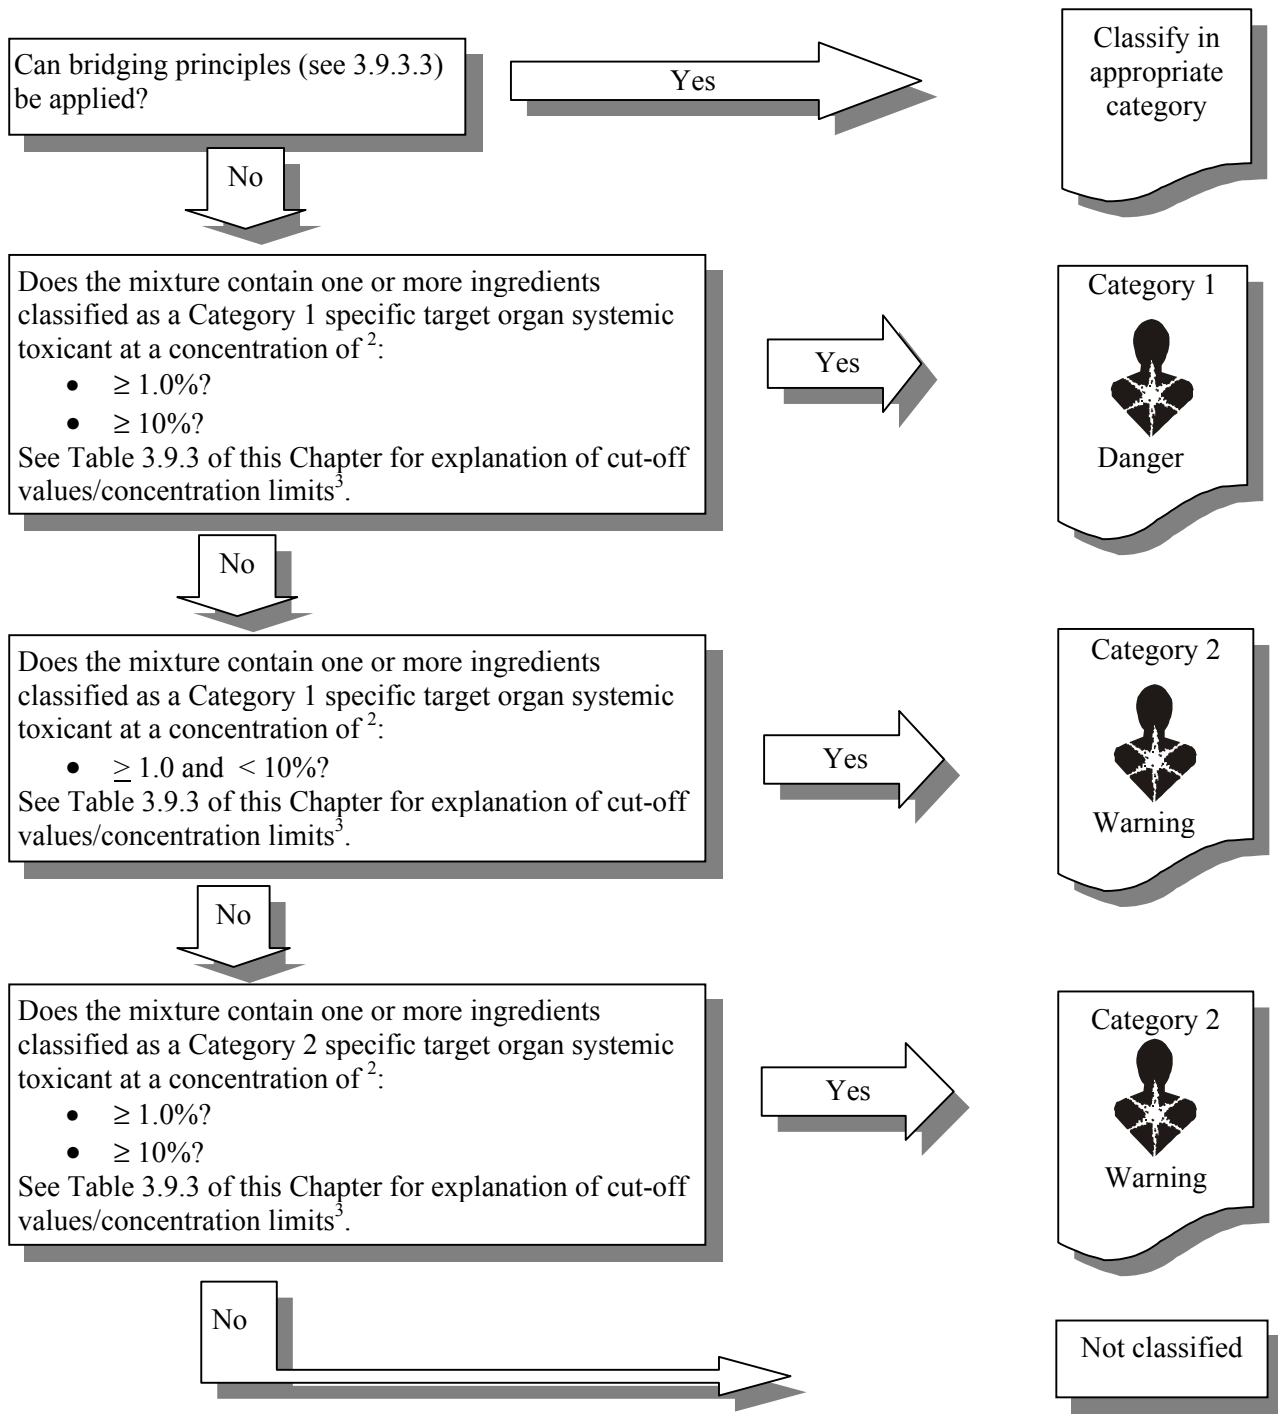 Can bridging principles (see 3.9.3.3)
be applied?
Yes
Classify in
appropriate
category
No
Does the mixture contain one or more ingredients
classified as a Category 1 specific target organ systemic
toxicant at a concentration of ²:
• ≥ 1.0%?
• ≥ 10%?
See Table 3.9.3 of this Chapter for explanation of cut-off
values/concentration limits³.
Yes
Category 1
Danger
No
Does the mixture contain one or more ingredients
classified as a Category 1 specific target organ systemic
toxicant at a concentration of ²:
• ≥ 1.0 and < 10%?
See Table 3.9.3 of this Chapter for explanation of cut-off
values/concentration limits³.
Yes
Category 2
Warning
No
Does the mixture contain one or more ingredients
classified as a Category 2 specific target organ systemic
toxicant at a concentration of ²:
• ≥ 1.0%?
• ≥ 10%?
See Table 3.9.3 of this Chapter for explanation of cut-off
values/concentration limits³.
Yes
Category 2
Warning
No
Not classified